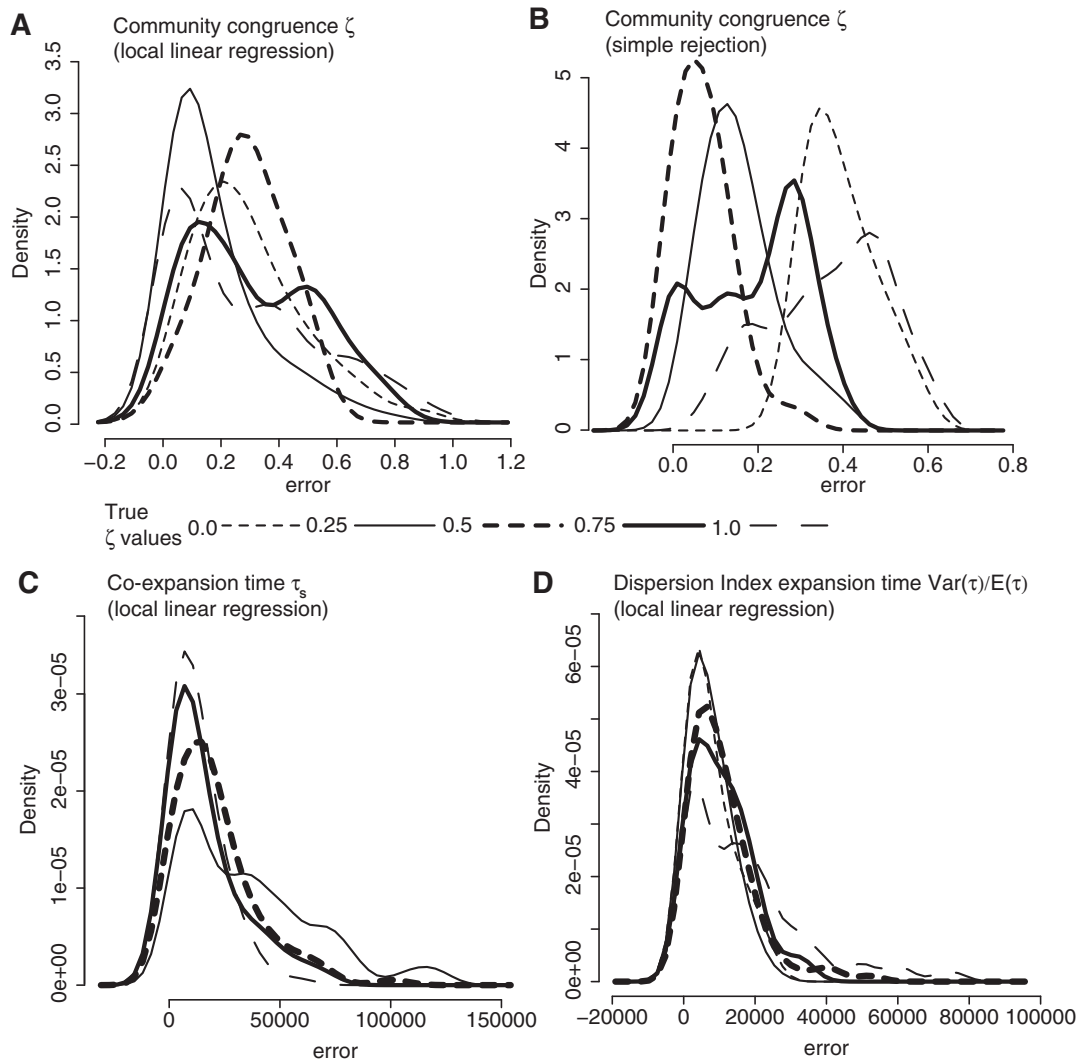 A
Community congruence ζ
(local linear regression)
Density
0.0 0.5 1.0 1.5 2.0 2.5 3.0 3.5
−0.2 0.0 0.2 0.4 0.6 0.8 1.0 1.2
error
B
Community congruence ζ
(simple rejection)
Density
0 1 2 3 4 5
0.0 0.2 0.4 0.6 0.8
error
True
ζ values 0.0 0.25 0.5 0.75 1.0
C
Co-expansion time τs
(local linear regression)
Density
0e+00 1e−05 2e−05 3e−05
0 50000 100000 150000
error
D
Dispersion Index expansion time Var(τ)/E(τ)
(local linear regression)
Density
0e+00 2e−05 4e−05 6e−05
−20000 0 20000 40000 60000 80000 100000
error